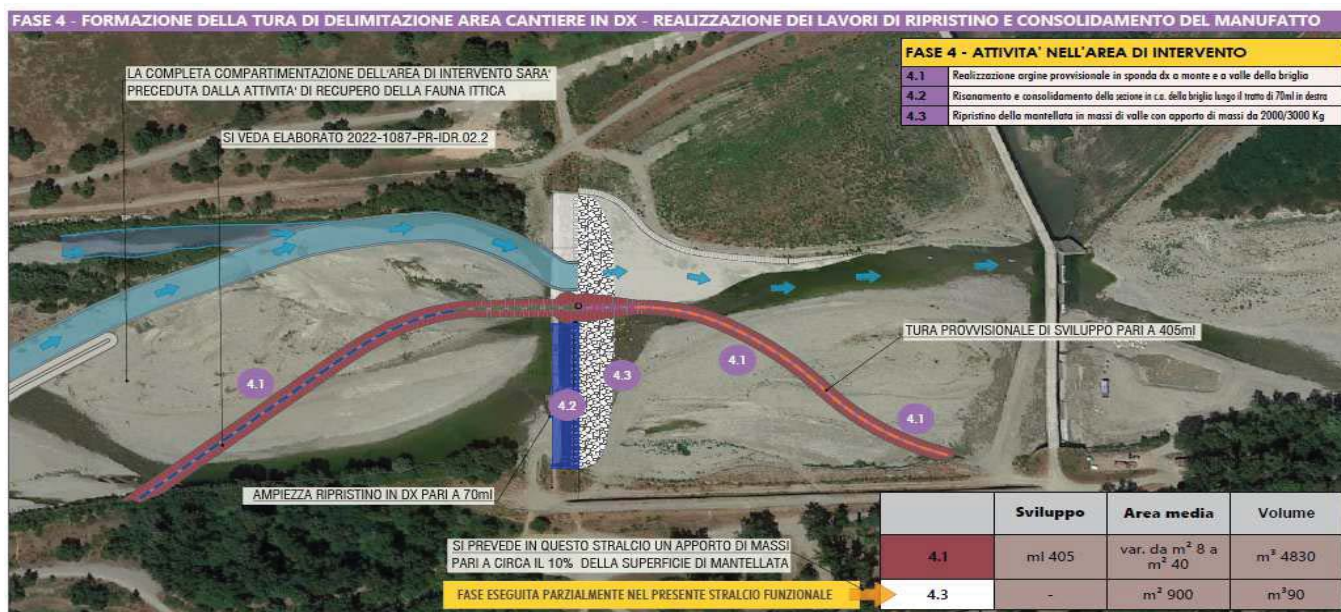 FASE 4 - FORMAZIONE DELLA TURA DI DELIMITAZIONE AREA CANTIERE IN DX - REALIZZAZIONE DEI LAVORI DI RIPRISTINO E CONSOLIDAMENTO DEL MANUFATTO
FASE 4 - ATTIVITA' NELL'AREA DI INTERVENTO
4.1 Realizzazione argine provvisionale in sponda dx a monte e a valle della briglia
4.2 Risanamento e consolidamento della sezione in c.a. della briglia lungo il tratto di 70ml in destra
4.3 Ripristino della mantellata in massi di valle con apporto di massi da 2000/3000 Kg
LA COMPLETA COMPARTIMENTAZIONE DELL'AREA DI INTERVENTO SARA'
PRECEDUTA DALLA ATTIVITA' DI RECUPERO DELLA FAUNA ITTICA
SI VEDA ELABORATO 2022-1087-PR-IDR.02.2
TURA PROVVISIONALE DI SVILUPPO PARI A 405ml
4.1
4.1
4.3
4.2
4.1
AMPIEZZA RIPRISTINO IN DX PARI A 70ml
SI PREVEDE IN QUESTO STRALCIO UN APPORTO DI MASSI
PARI A CIRCA IL 10% DELLA SUPERFICIE DI MANTELLATA
FASE ESEGUITA PARZIALMENTE NEL PRESENTE STRALCIO FUNZIONALE
Sviluppo Area media Volume
4.1 ml 405 var. da m² 8 a m² 40 m³ 4830
4.3 - m² 900 m³90